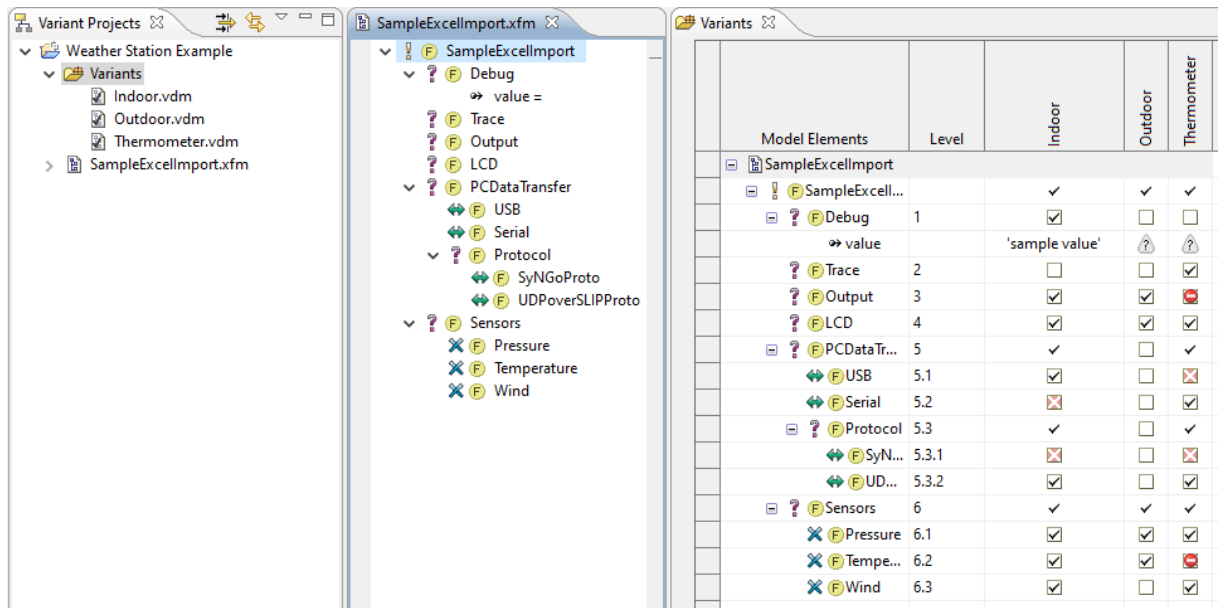 Variant Projects
Weather Station Example
Variants
Indoor.vdm
Outdoor.vdm
Thermometer.vdm
SampleExcelImport.xfm
SampleExcelImport.xfm
SampleExcelImport
Debug
value =
Trace
Output
LCD
PCDataTransfer
USB
Serial
Protocol
SyNGoProto
UDPoverSLIPProto
Sensors
Pressure
Temperature
Wind
Variants
Model Elements Level Indoor Outdoor Thermometer
SampleExcelImport
SampleExcell...
Debug 1
value 'sample value'
Trace 2
Output 3
LCD 4
PCDataTr... 5
USB 5.1
Serial 5.2
Protocol 5.3
SyN... 5.3.1
UD... 5.3.2
Sensors 6
Pressure 6.1
Tempe... 6.2
Wind 6.3